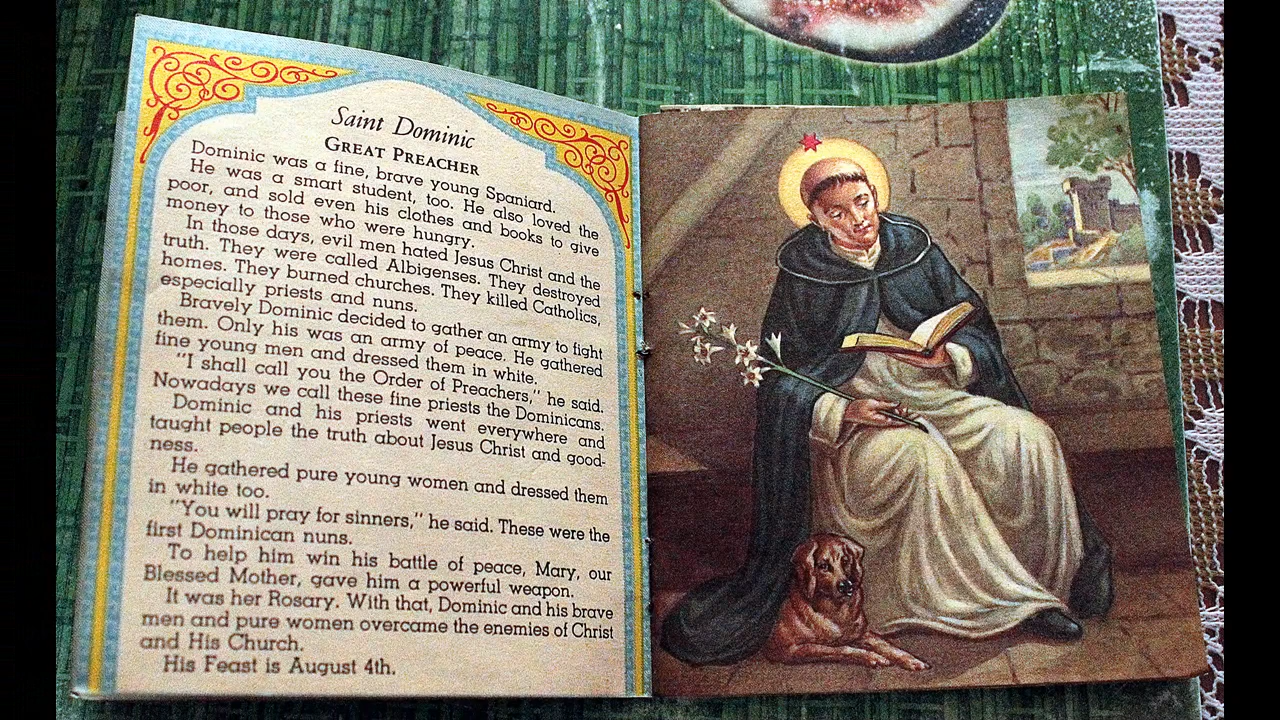 Saint Dominic
GREAT PREACHER
Dominic was a fine, brave young Spaniard.
He was a smart student, too. He also loved the
poor, and sold even his clothes and books to give
money to those who were hungry.
In those days, evil men hated Jesus Christ and the
truth. They were called Albigenses. They destroyed
homes. They burned churches. They killed Catholics,
especially priests and nuns.
Bravely Dominic decided to gather an army to fight
them. Only his was an army of peace. He gathered
fine young men and dressed them in white.
"I shall call you the Order of Preachers," he said.
Nowadays we call these fine priests the Dominicans.
Dominic and his priests went everywhere and
taught people the truth about Jesus Christ and good-
ness.
He gathered pure young women and dressed them
in white too.
"You will pray for sinners," he said. These were the
first Dominican nuns.
To help him win his battle of peace, Mary, our
Blessed Mother, gave him a powerful weapon.
It was her Rosary. With that, Dominic and his brave
men and pure women overcame the enemies of Christ
and His Church.
His Feast is August 4th.